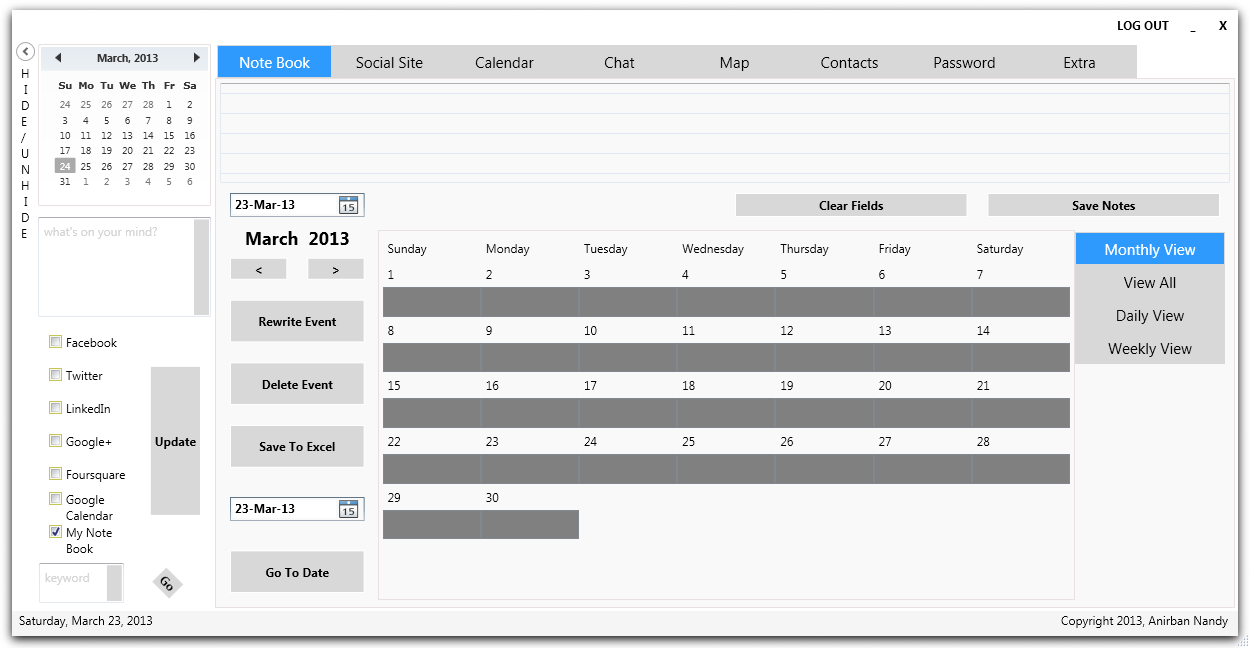 LOG OUT _ X
HIDE/UNHIDE
March, 2013
Su Mo Tu We Th Fr Sa
24 25 26 27 28 1 2
3 4 5 6 7 8 9
10 11 12 13 14 15 16
17 18 19 20 21 22 23
24 25 26 27 28 29 30
31 1 2 3 4 5 6
what's on your mind?
Facebook
Twitter
LinkedIn
Google+
Foursquare
Google
Calendar
My Note
Book
Update
keyword
Go
Note Book Social Site Calendar Chat Map Contacts Password Extra
23-Mar-13 15
Clear Fields Save Notes
March 2013
< >
Rewrite Event
Delete Event
Save To Excel
23-Mar-13 15
Go To Date
Sunday Monday Tuesday Wednesday Thursday Friday Saturday
1 2 3 4 5 6 7
8 9 10 11 12 13 14
15 16 17 18 19 20 21
22 23 24 25 26 27 28
29 30
Monthly View
View All
Daily View
Weekly View
Saturday, March 23, 2013
Copyright 2013, Anirban Nandy